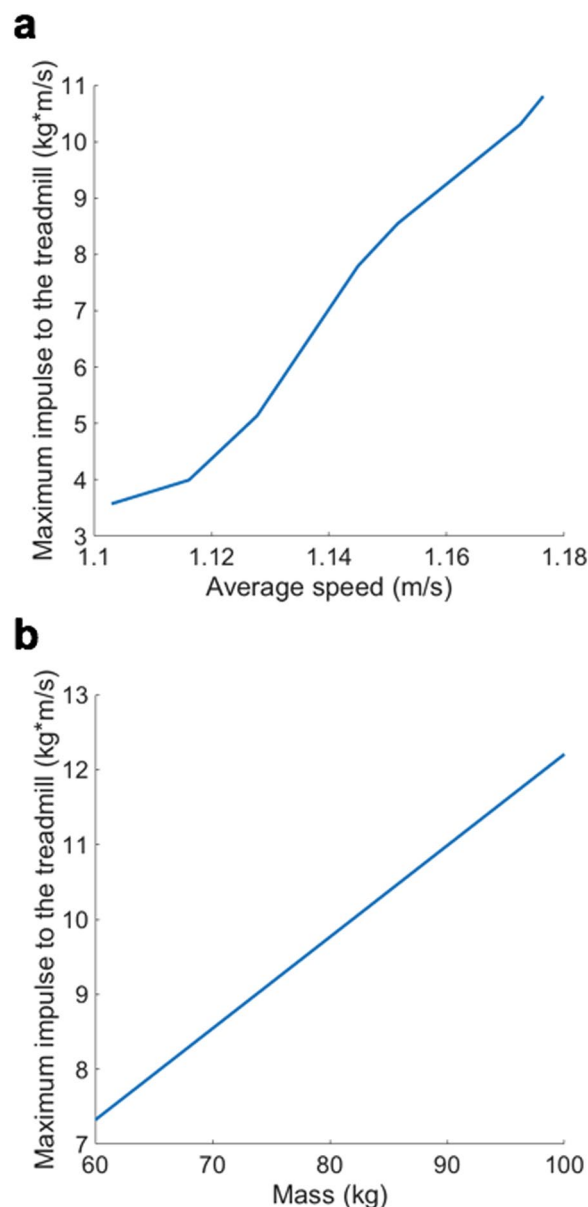 a
Maximum impulse to the treadmill (kg*m/s)
11
10
9
8
7
6
5
4
3
1.1 1.12 1.14 1.16 1.18
Average speed (m/s)
b
Maximum impulse to the treadmill (kg*m/s)
13
12
11
10
9
8
7
60 70 80 90 100
Mass (kg)